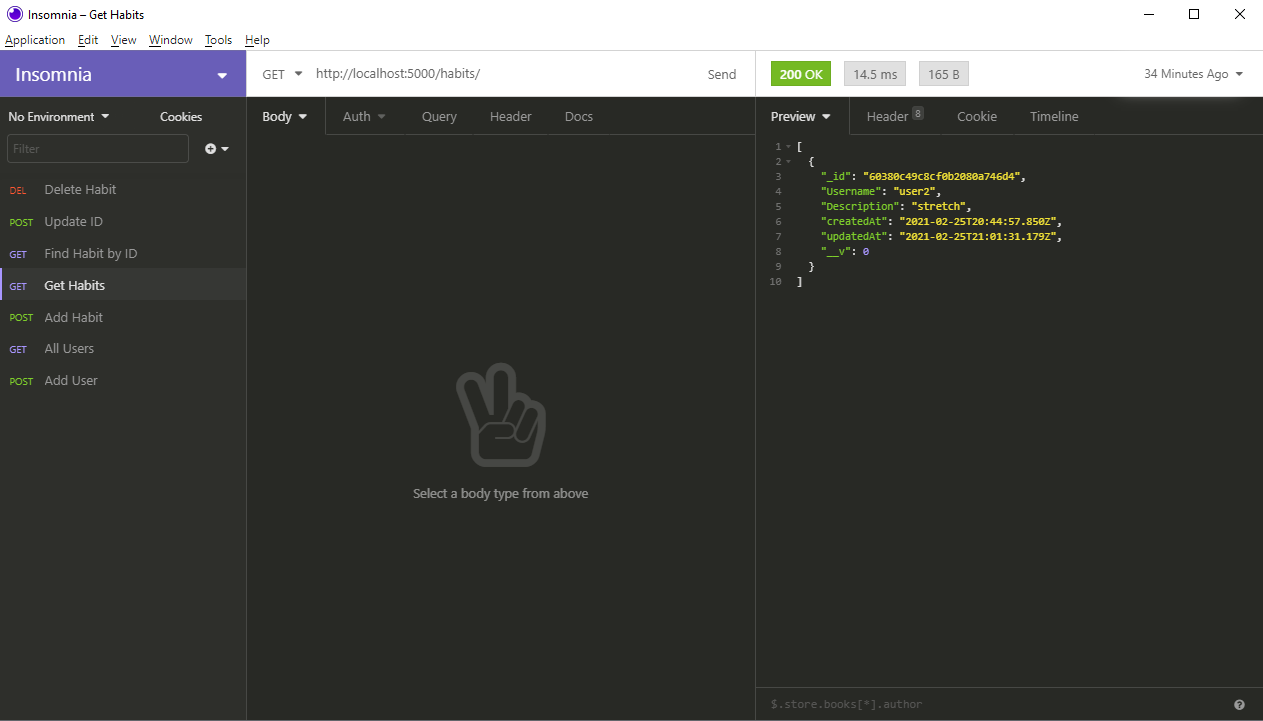 Insomnia – Get Habits
Application Edit View Window Tools Help
Insomnia
GET http://localhost:5000/habits/ Send
200 OK 14.5 ms 165 B 34 Minutes Ago
No Environment Cookies
Filter
DEL Delete Habit
POST Update ID
GET Find Habit by ID
GET Get Habits
POST Add Habit
GET All Users
POST Add User
Body Auth Query Header Docs
Select a body type from above
Preview Header 8 Cookie Timeline
1 [
2 {
3 "_id": "60380c49c8cf0b2080a746d4",
4 "Username": "user2",
5 "Description": "stretch",
6 "createdAt": "2021-02-25T20:44:57.850Z",
7 "updatedAt": "2021-02-25T21:01:31.179Z",
8 "__v": 0
9 }
10 ]
$.store.books[*].author